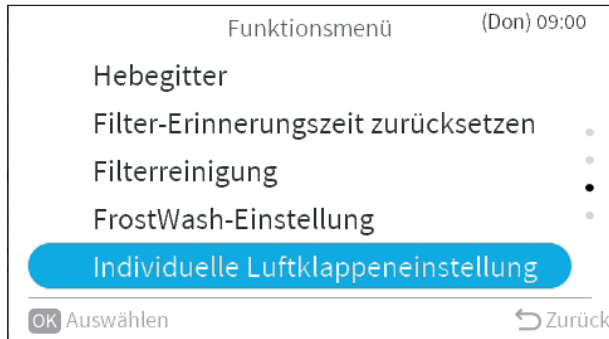 Funktionsmenü (Don) 09:00
Hebegitter
Filter-Erinnerungszeit zurücksetzen
Filterreinigung
FrostWash-Einstellung
Individuelle Luftklappeneinstellung
OK Auswählen Zurück